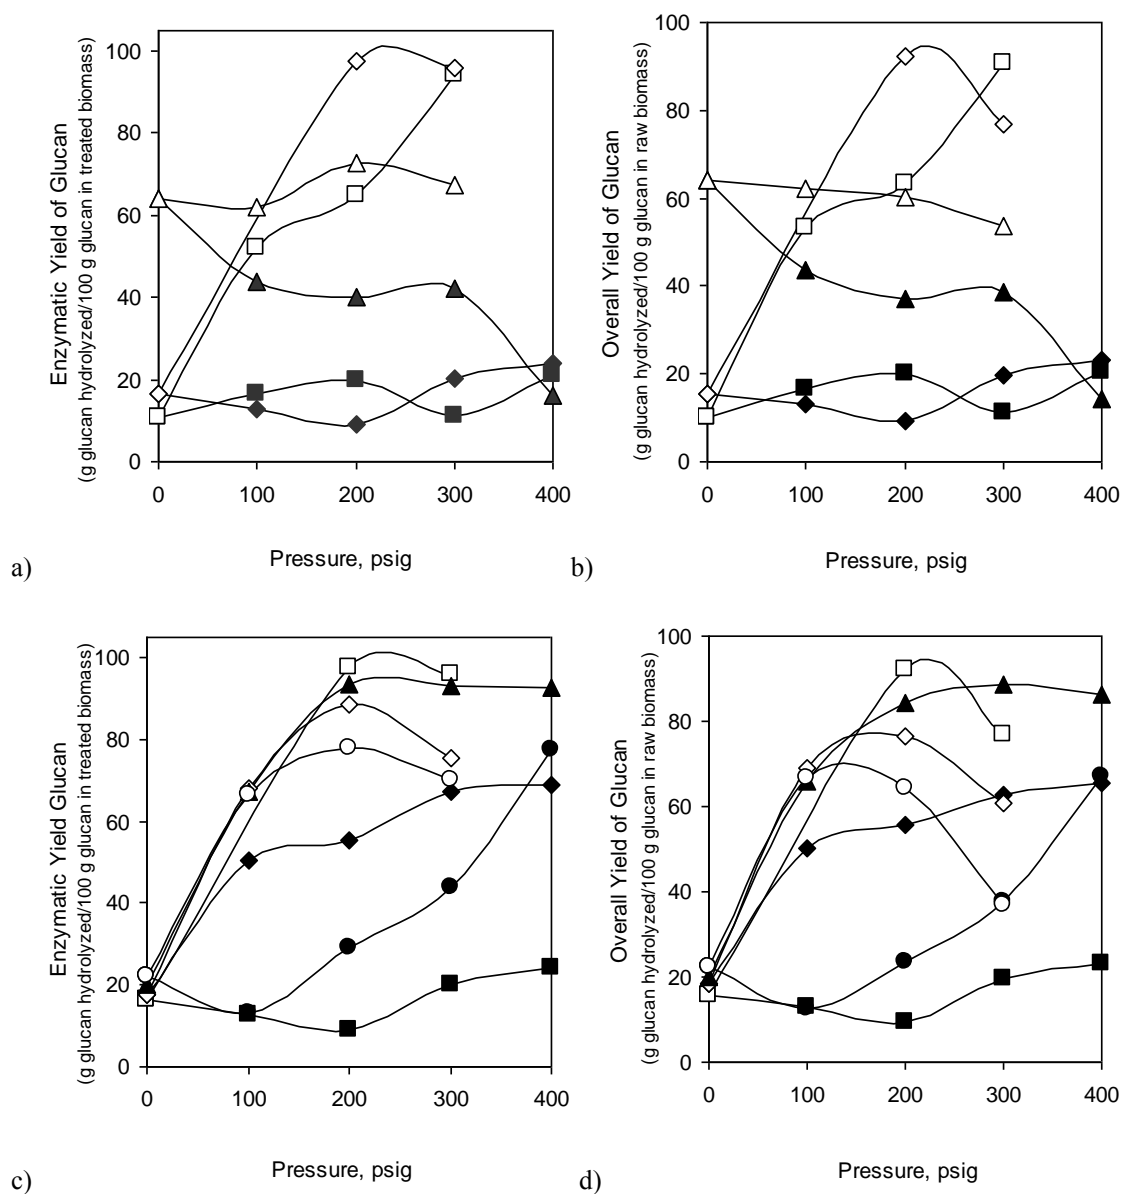 Enzymatic Yield of Glucan
(g glucan hydrolyzed/100 g glucan in treated biomass)
100
80
60
40
20
0
0 100 200 300 400
Pressure, psig
a)
Overall Yield of Glucan
(g glucan hydrolyzed/100 g glucan in raw biomass)
100
80
60
40
20
0
0 100 200 300 400
Pressure, psig
b)
Enzymatic Yield Glucan
(g glucan hydrolyzed/100 g glucan in treated biomass)
100
80
60
40
20
0
0 100 200 300 400
Pressure, psig
c)
Overall Yield of Glucan
(g glucan hydrolyzed/100 g glucan in raw biomass)
100
80
60
40
20
0
0 100 200 300 400
Pressure, psig
d)